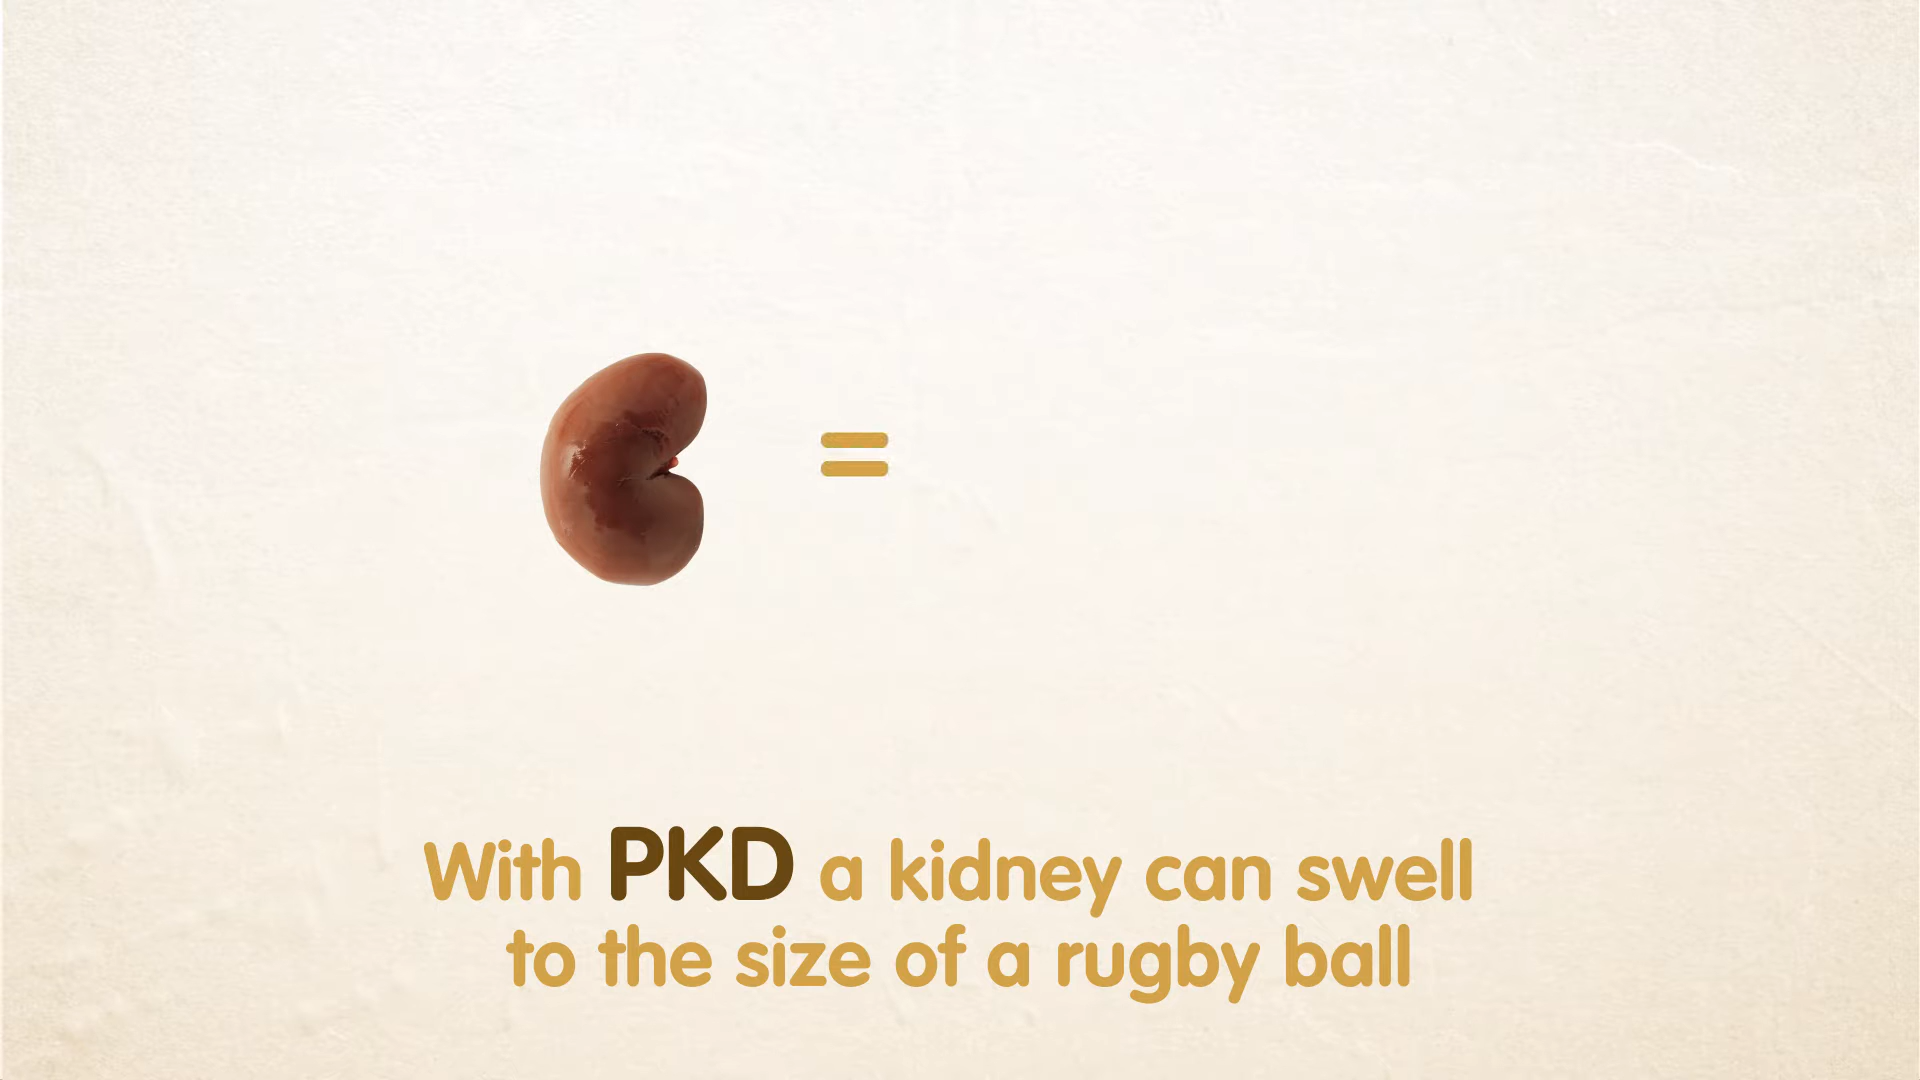 =
With PKD a kidney can swell
to the size of a rugby ball